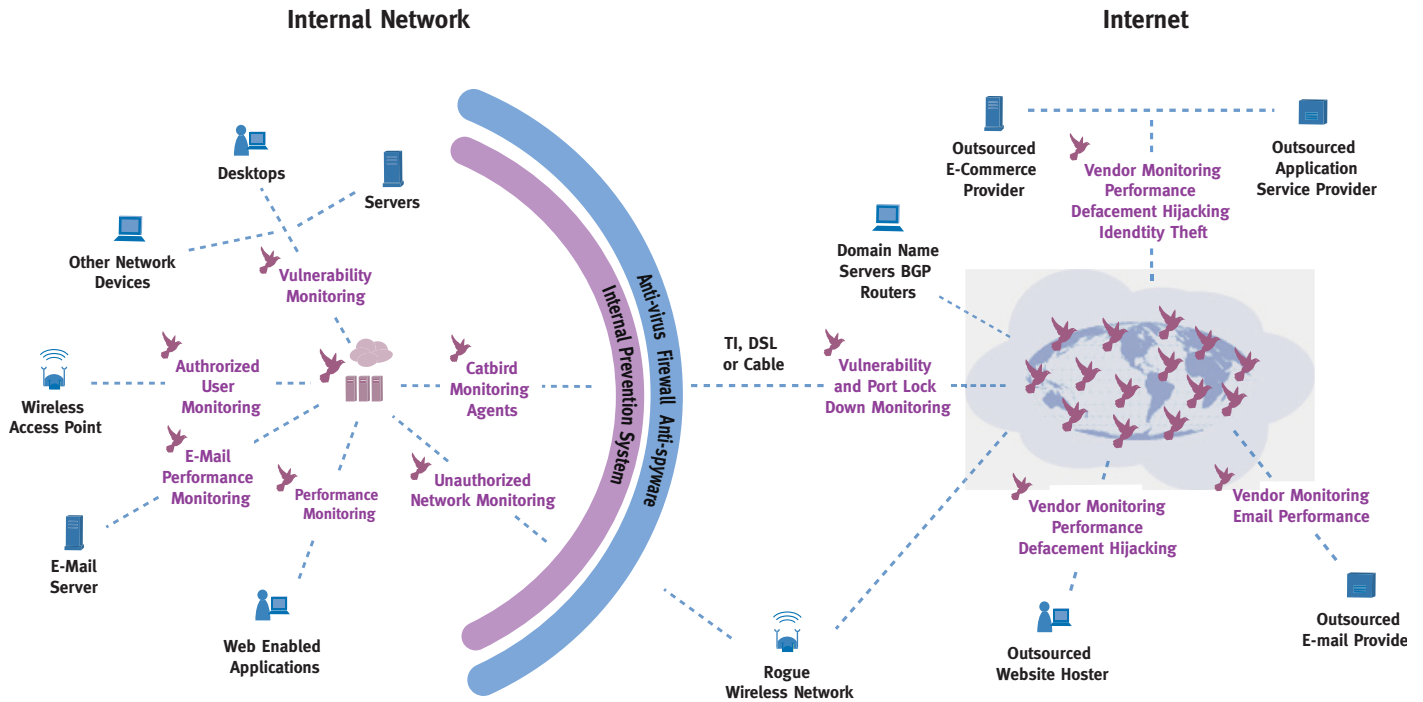 Internal Network
Internet
Desktops
Servers
Other Network
Devices
Vulnerability
Monitoring
Authrorized
User
Monitoring
Wireless
Access Point
E-Mail
Performance
Monitoring
E-Mail
Server
Performance
Monitoring
Web Enabled
Applications
Catbird
Monitoring
Agents
Unauthorized
Network Monitoring
Internal Prevention System
Anti-virus Firewall Anti-spyware
TI, DSL
or Cable
Rogue
Wireless Network
Vulnerability
and Port Lock
Down Monitoring
Domain Name
Servers BGP
Routers
Outsourced
E-Commerce
Provider
Vendor Monitoring
Performance
Defacement Hijacking
Idendtity Theft
Outsourced
Application
Service Provider
Vendor Monitoring
Performance
Defacement Hijacking
Outsourced
Website Hoster
Vendor Monitoring
Email Performance
Outsourced
E-mail Provide